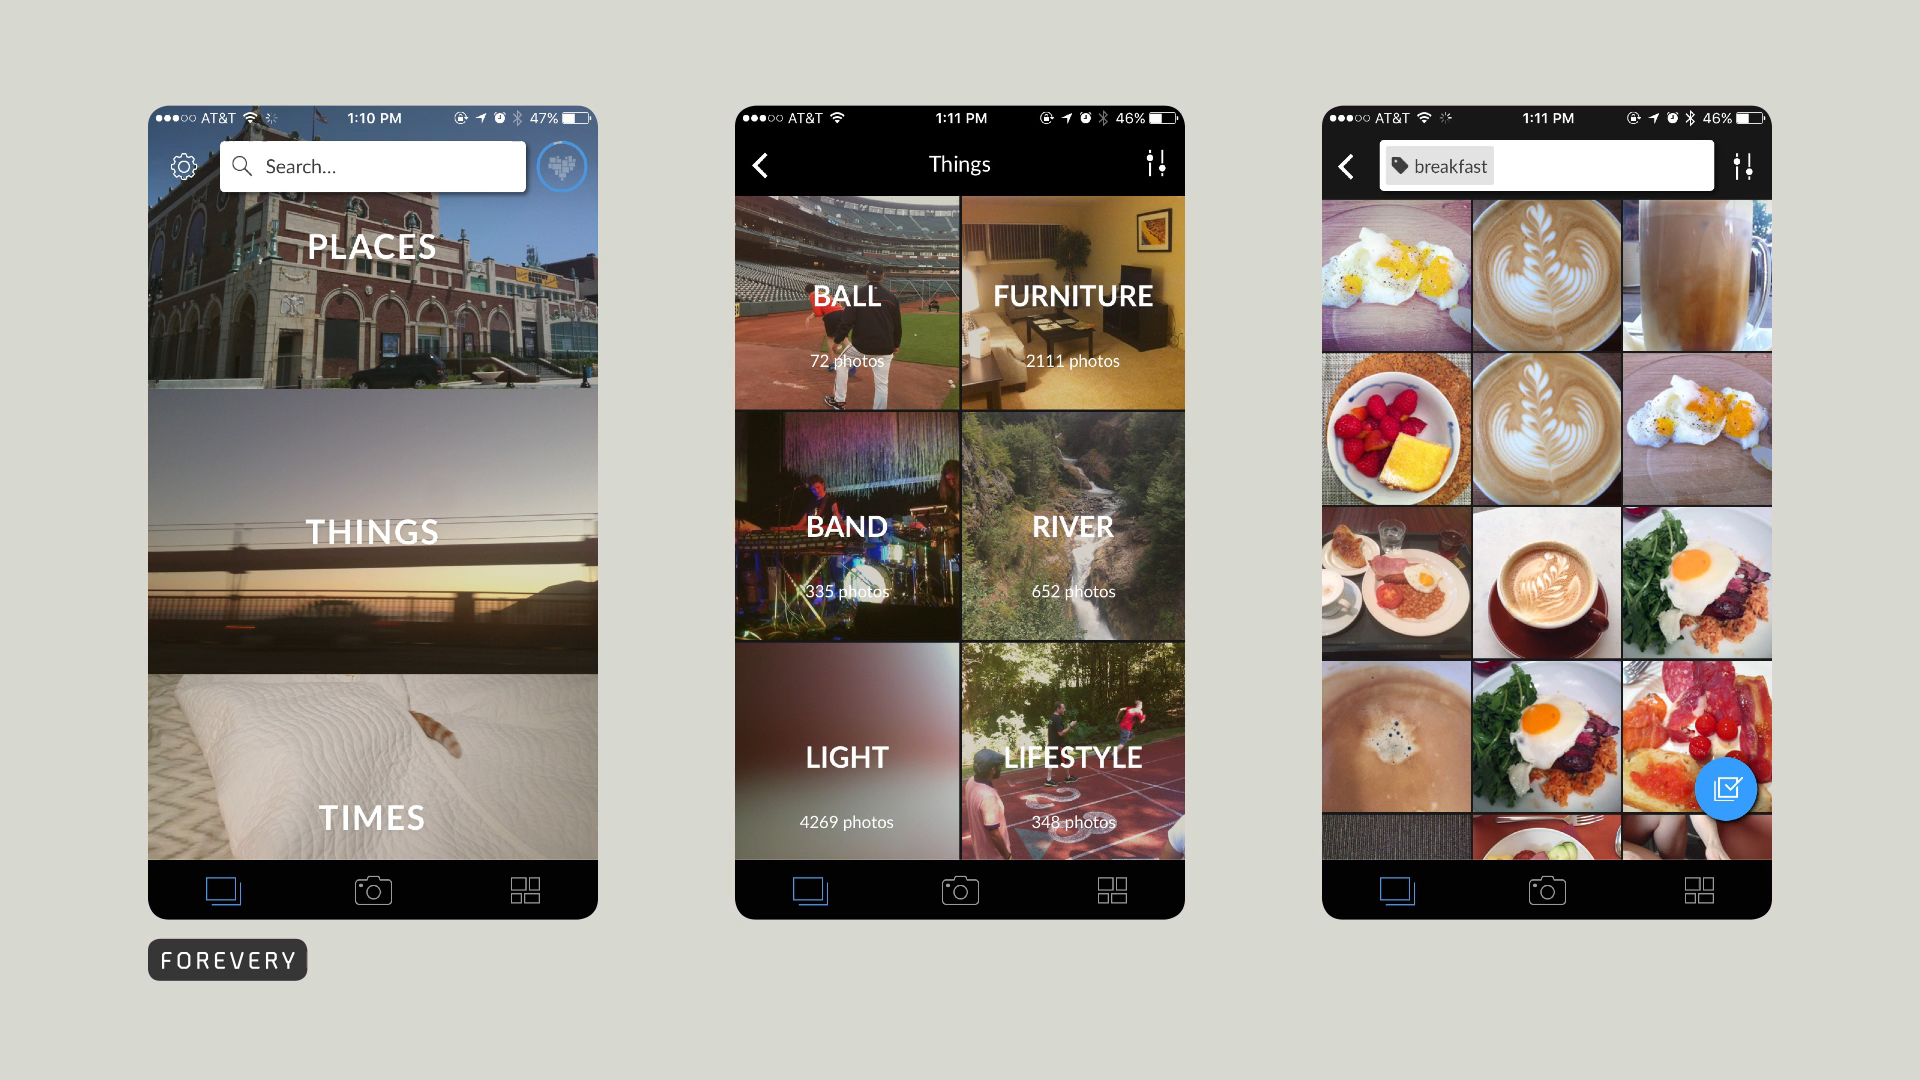 AT&T 1:10 PM 47%
Search...
PLACES
THINGS
TIMES
AT&T 1:11 PM 46%
Things
BALL
72 photos
FURNITURE
2111 photos
BAND
335 photos
RIVER
652 photos
LIGHT
4269 photos
LIFESTYLE
348 photos
AT&T 1:11 PM 46%
breakfast
FOREVERY